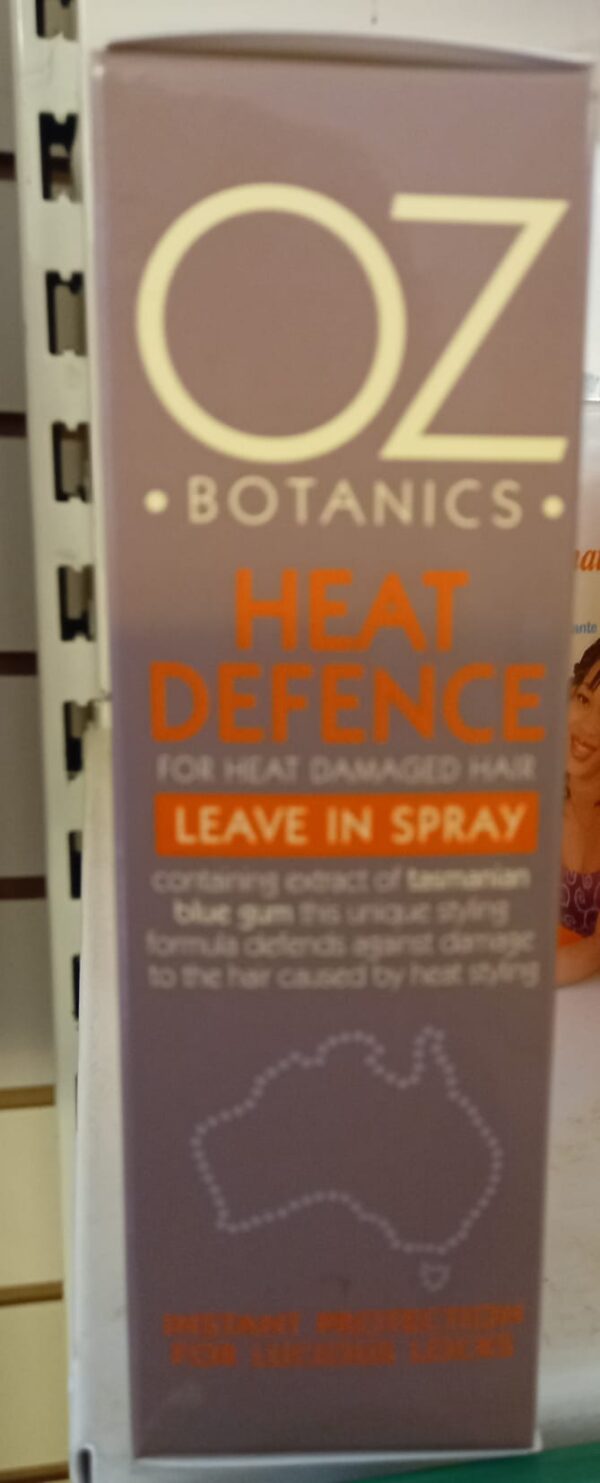 OZ
• BOTANICS •
HEAT
DEFENCE
FOR HEAT DAMAGED HAIR
LEAVE IN SPRAY
containing extract of tasmanian
blue gum this unique styling
formula defends against damage
to the hair caused by heat styling
INSTANT PROTECTION
FOR LUSCIOUS LOCKS